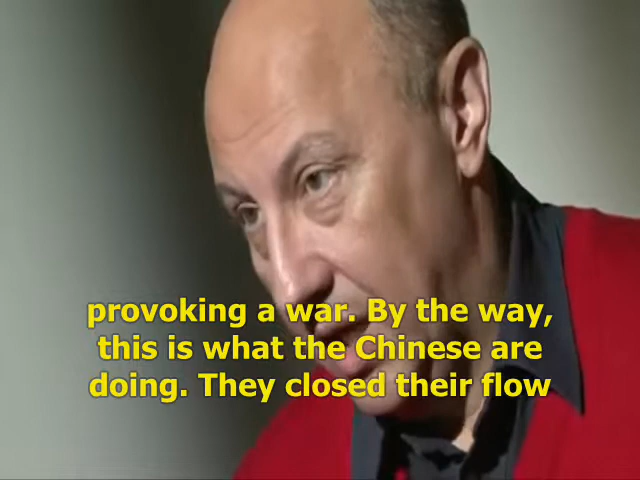 provoking a war. By the way,
this is what the Chinese are
doing. They closed their flow